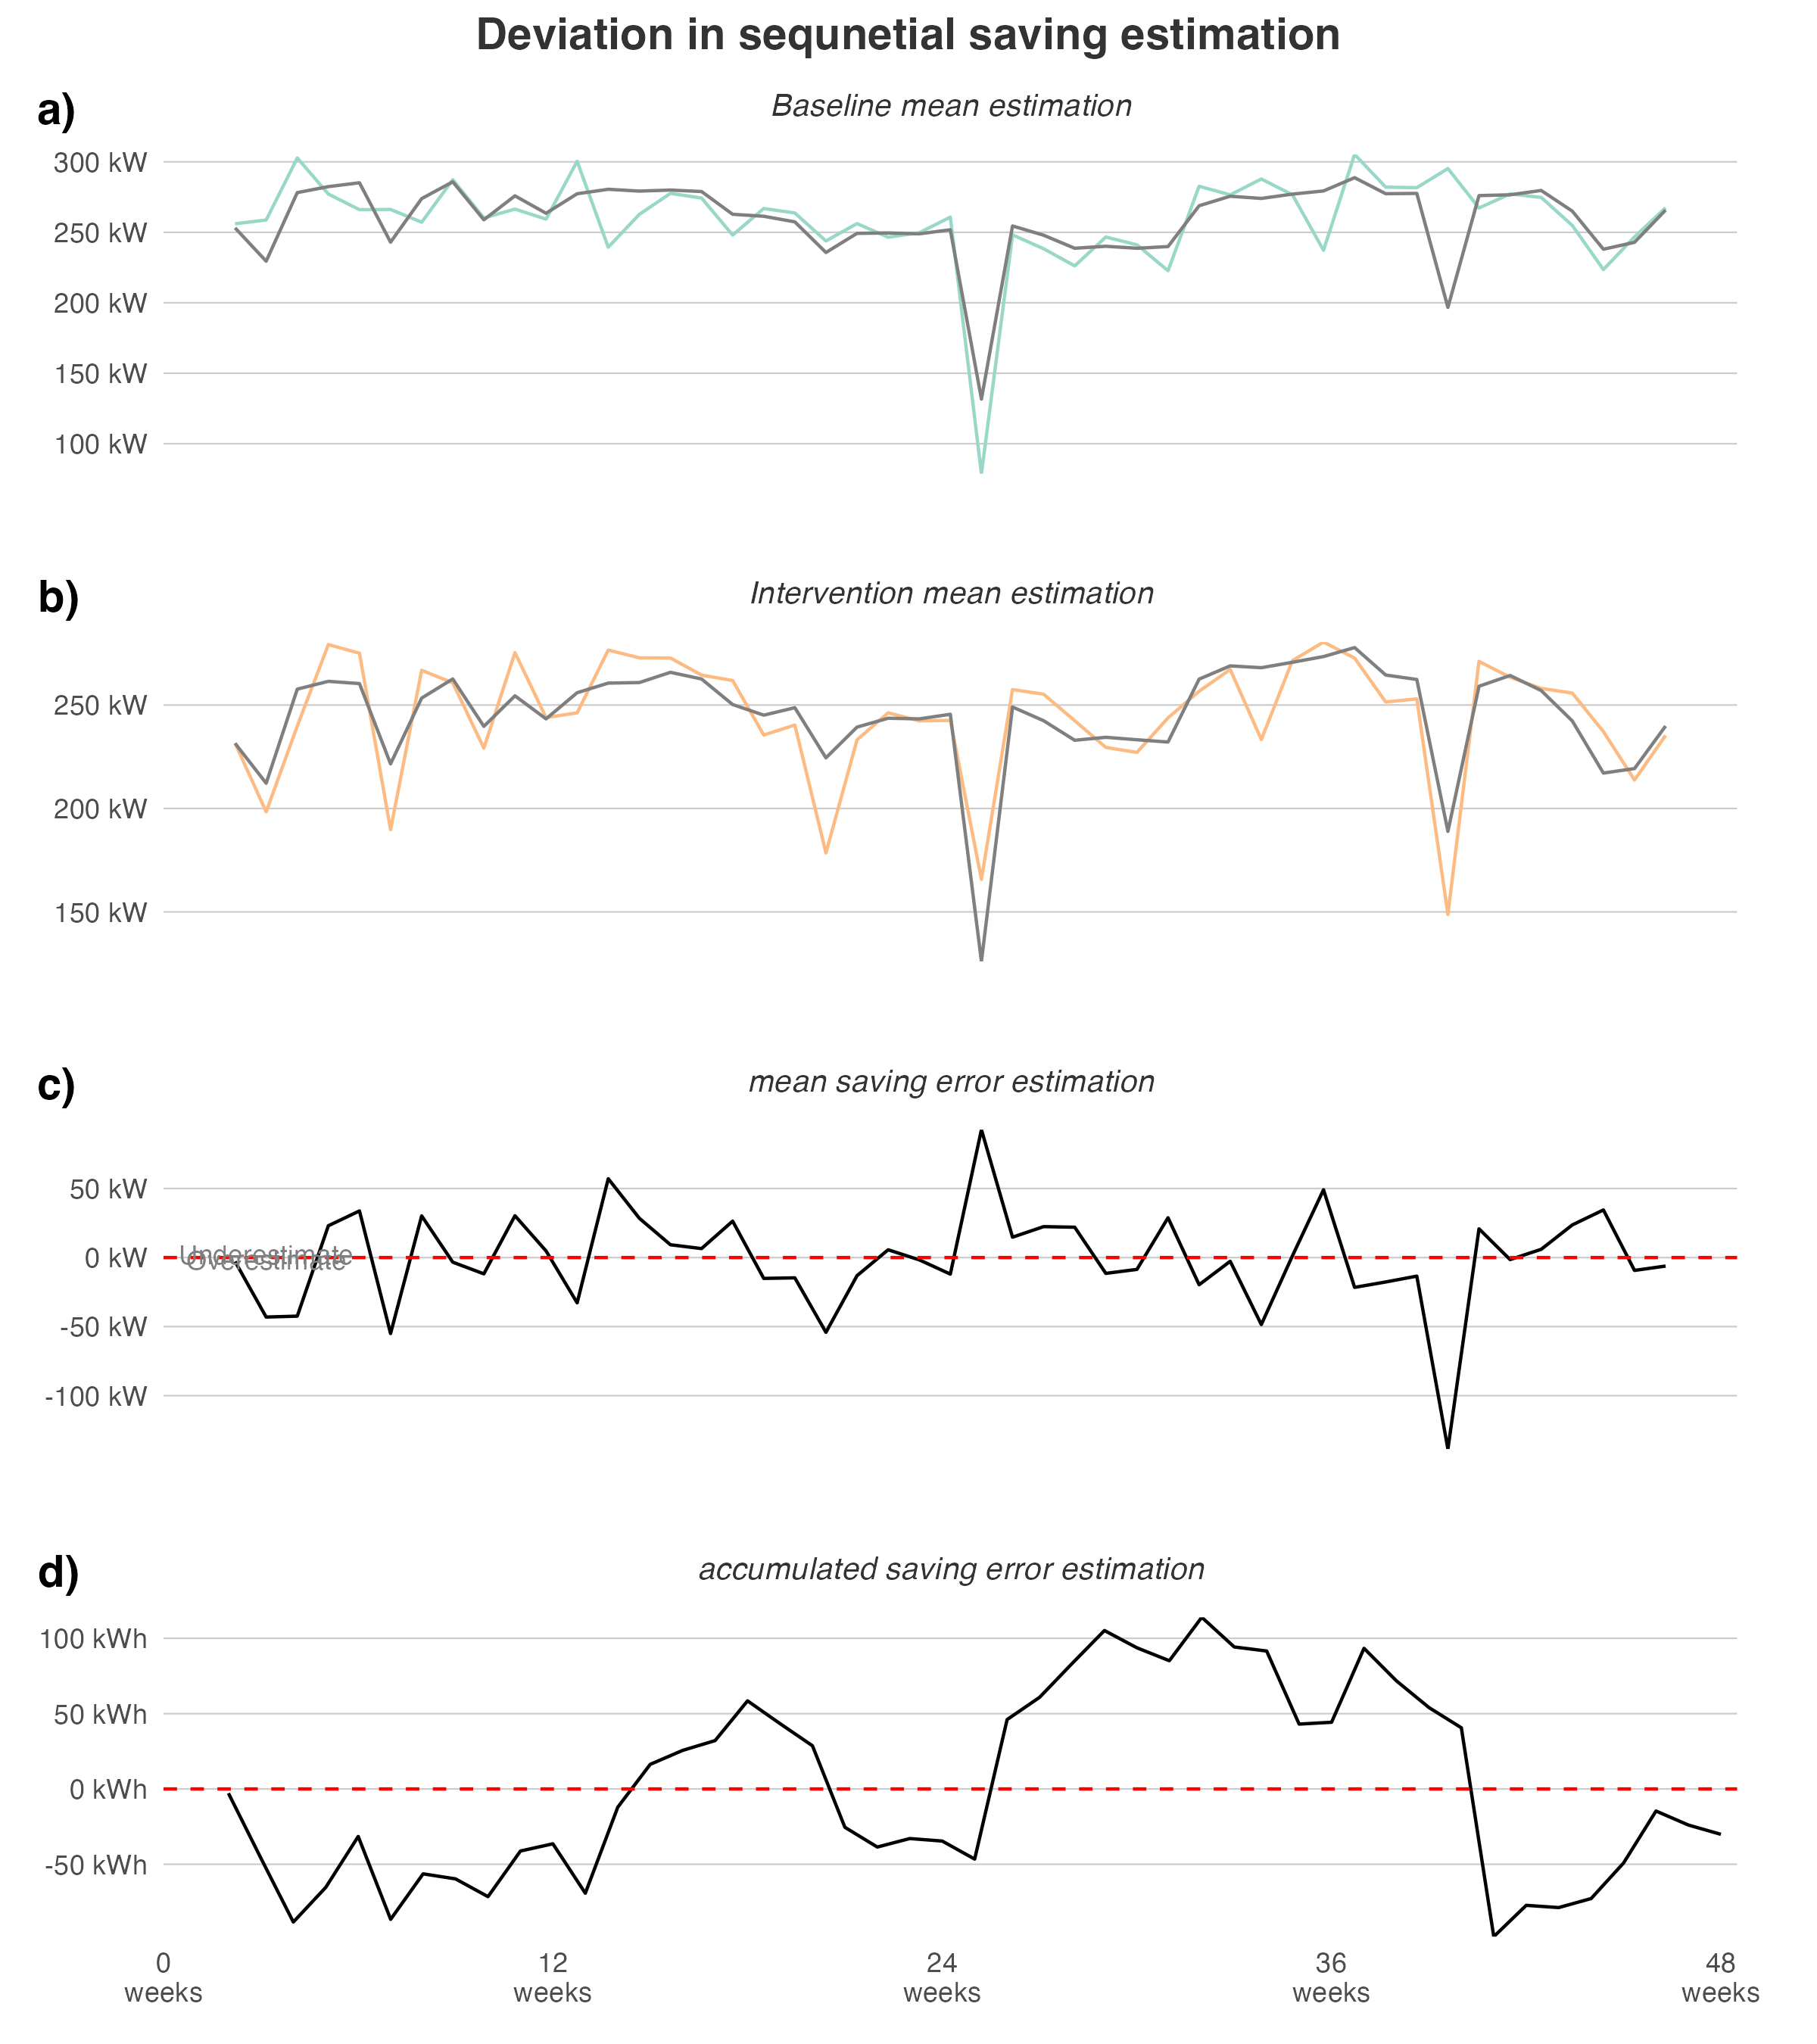 Deviation in sequnetial saving estimation
a)
Baseline mean estimation
300 kW
250 kW
200 kW
150 kW
100 kW
b)
Intervention mean estimation
250 kW
200 kW
150 kW
c)
mean saving error estimation
50 kW
0 kW
-50 kW
-100 kW
Underestimate
Overestimate
d)
accumulated saving error estimation
100 kWh
50 kWh
0 kWh
-50 kWh
0 12 24 36 48
weeks weeks weeks weeks weeks